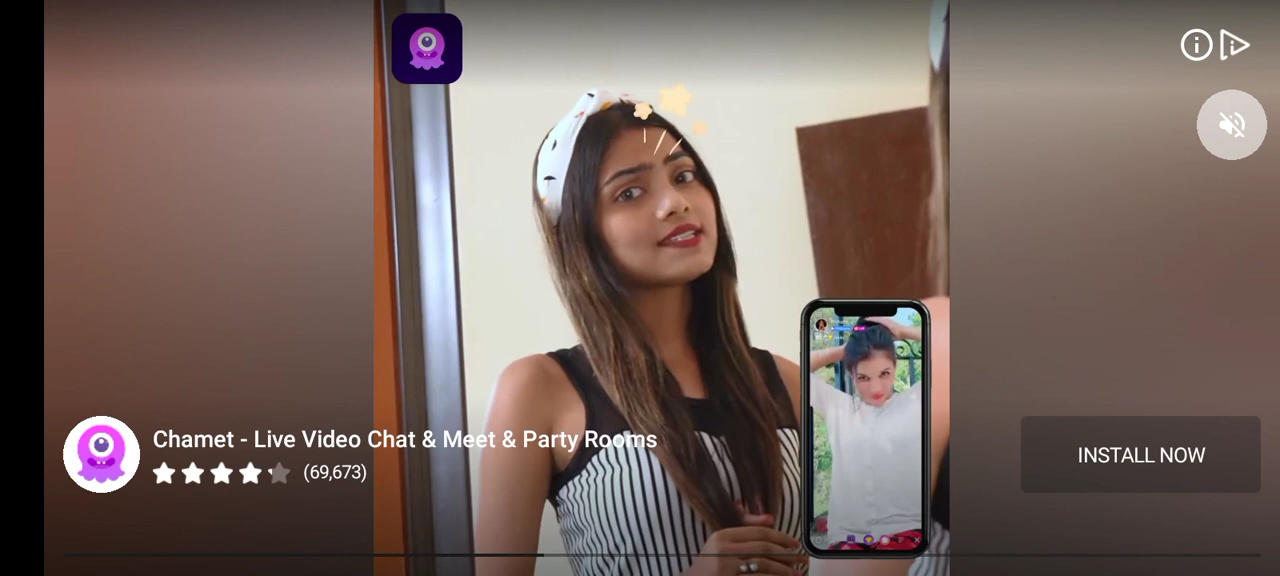 Chamet - Live Video Chat & Meet & Party Rooms
(69,673)
INSTALL NOW